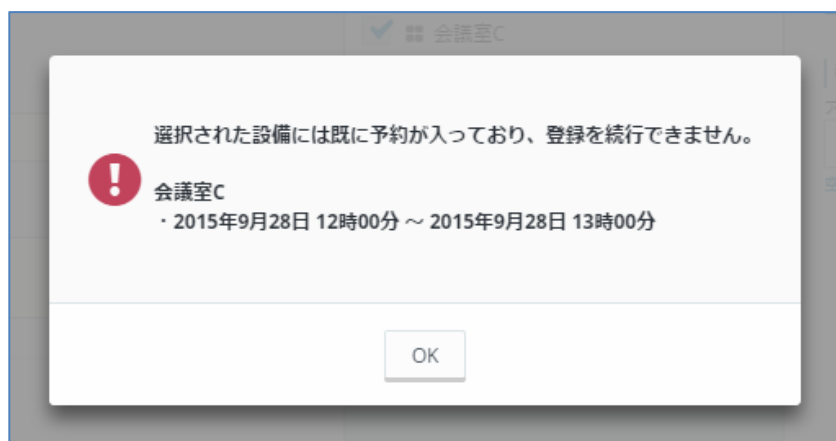 会議室C
選択された設備には既に予約が入っており、登録を続行できません。
会議室C
・2015年9月28日 12時00分 ～ 2015年9月28日 13時00分
OK